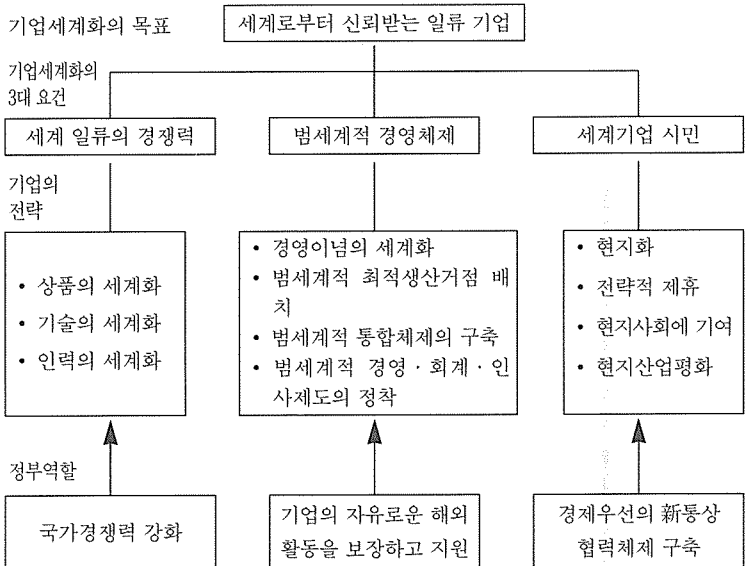 기업세계화의 목표
세계로부터 신뢰받는 일류 기업
기업세계화의
3대 요건
세계 일류의 경쟁력
범세계적 경영체제
세계기업 시민
기업의
전략
• 상품의 세계화
• 기술의 세계화
• 인력의 세계화
• 경영이념의 세계화
• 범세계적 최적생산거점 배
치
• 범세계적 통합체제의 구축
• 범세계적 경영 · 회계 · 인
사제도의 정착
• 현지화
• 전략적 제휴
• 현지사회에 기여
• 현지산업평화
정부역할
국가경쟁력 강화
기업의 자유로운 해외
활동을 보장하고 지원
경제우선의 新통상
협력체제 구축